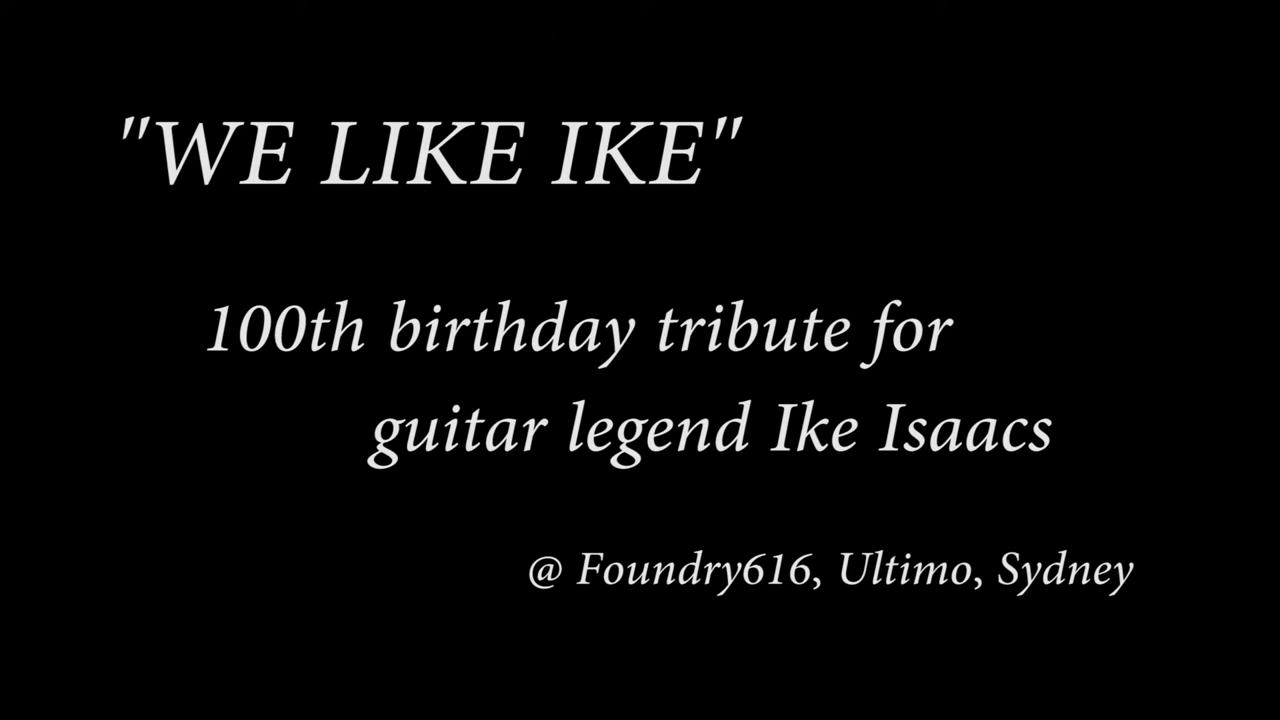 "WE LIKE IKE"
100th birthday tribute for
guitar legend Ike Isaacs
@ Foundry616, Ultimo, Sydney